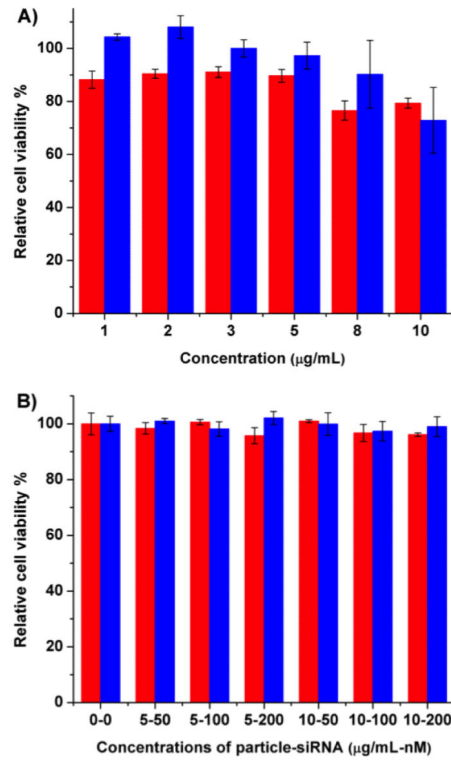 A)
Relative cell viability %
100
80
60
40
20
0
1 2 3 5 8 10
Concentration (μg/mL)
B)
Relative cell viability %
100
80
60
40
20
0
0-0 5-50 5-100 5-200 10-50 10-100 10-200
Concentrations of particle-siRNA (μg/mL-nM)